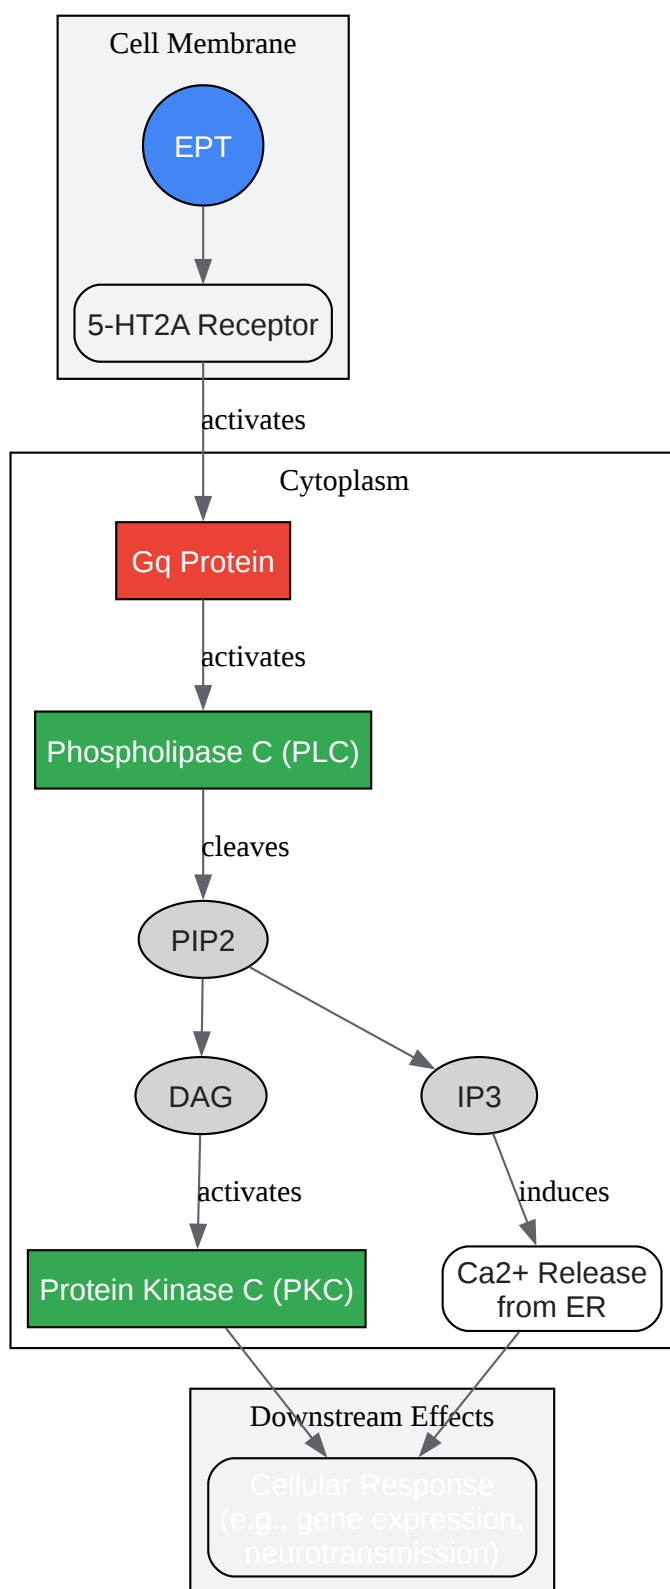 Cell Membrane
EPT
5-HT2A Receptor
activates
Cytoplasm
Gq Protein
activates
Phospholipase C (PLC)
cleaves
PIP2
DAG
IP3
activates
induces
Protein Kinase C (PKC)
Ca2+ Release
from ER
Downstream Effects
Cellular Response
(e.g., gene expression,
neurotransmission)